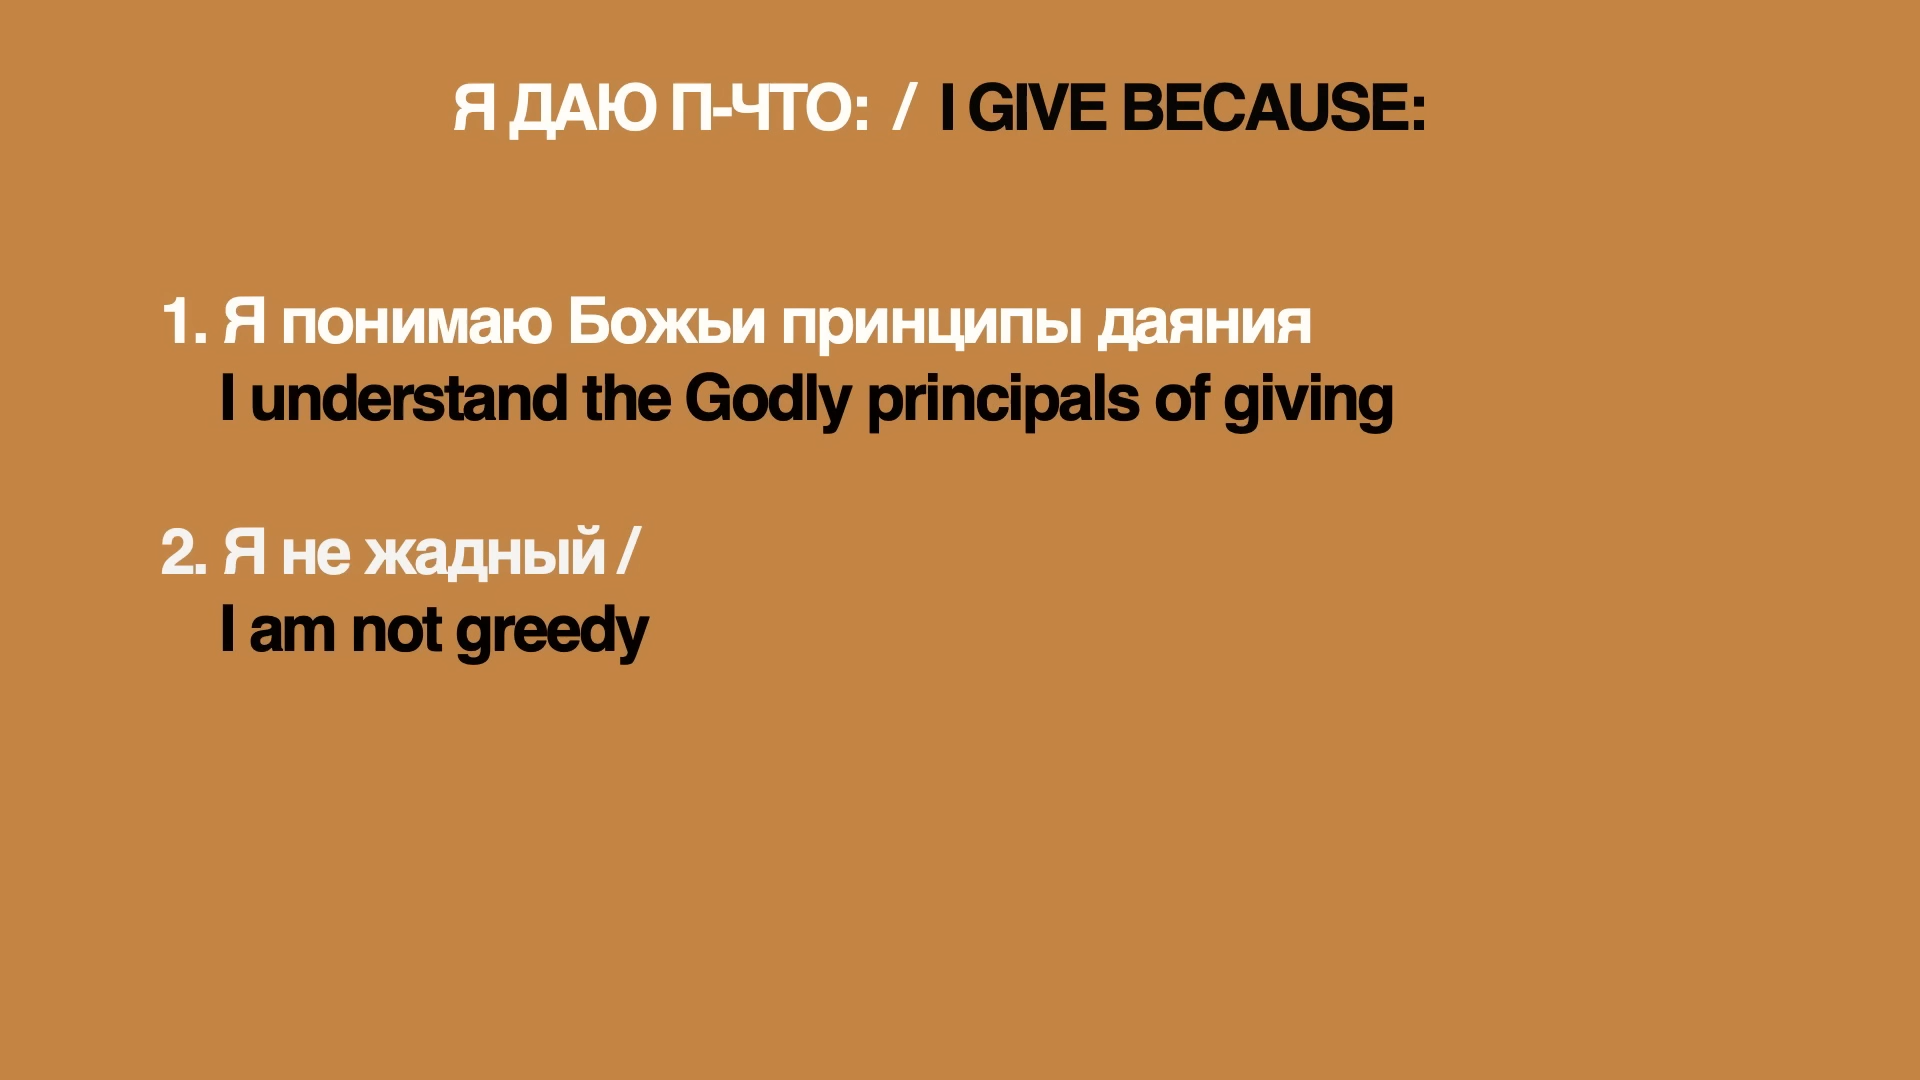 Я ДАЮ П-ЧТО: / I GIVE BECAUSE:
1. Я понимаю Божьи принципы даяния
I understand the Godly principals of giving
2. Я не жадный /
I am not greedy